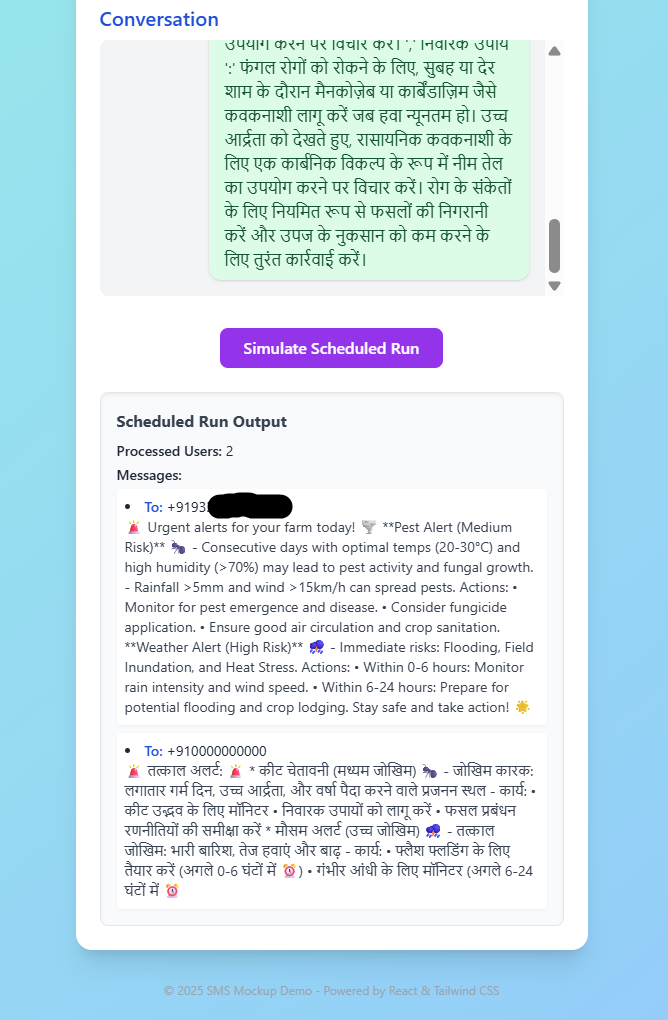 Conversation
उपयोग करने पर विचार करें। ',' निवारक उपाय
':' फंगल रोगों को रोकने के लिए, सुबह या देर
शाम के दौरान मैनकोज़ेब या कार्बेंडाज़िम जैसे
कवकनाशी लागू करें जब हवा न्यूनतम हो। उच्च
आर्द्रता को देखते हुए, रासायनिक कवकनाशी के
लिए एक कार्बनिक विकल्प के रूप में नीम तेल
का उपयोग करने पर विचार करें। रोग के संकेतों
के लिए नियमित रूप से फसलों की निगरानी
करें और उपज के नुकसान को कम करने के
लिए तुरंत कार्रवाई करें।
Simulate Scheduled Run
Scheduled Run Output
Processed Users: 2
Messages:
• To: +9193
🚨 Urgent alerts for your farm today! 🌪️ **Pest Alert (Medium
Risk)** 🐜 - Consecutive days with optimal temps (20-30°C) and
high humidity (>70%) may lead to pest activity and fungal growth.
- Rainfall >5mm and wind >15km/h can spread pests. Actions: •
Monitor for pest emergence and disease. • Consider fungicide
application. • Ensure good air circulation and crop sanitation.
**Weather Alert (High Risk)** ⛈️ - Immediate risks: Flooding, Field
Inundation, and Heat Stress. Actions: • Within 0-6 hours: Monitor
rain intensity and wind speed. • Within 6-24 hours: Prepare for
potential flooding and crop lodging. Stay safe and take action! 🌟
• To: +910000000000
🚨 तत्काल अलर्ट: 🚨 * कीट चेतावनी (मध्यम जोखिम) 🐜 - जोखिम कारक:
लगातार गर्म दिन, उच्च आर्द्रता, और वर्षा पैदा करने वाले प्रजनन स्थल - कार्य: •
कीट उद्भव के लिए मॉनिटर • निवारक उपायों को लागू करें • फसल प्रबंधन
रणनीतियों की समीक्षा करें * मौसम अलर्ट (उच्च जोखिम) ⛈️ - तत्काल
जोखिम: भारी बारिश, तेज हवाएं और बाढ़ - कार्य: • फ्लैश फ्लडिंग के लिए
तैयार करें (अगले 0-6 घंटों में ⏰) • गंभीर आंधी के लिए मॉनिटर (अगले 6-24
घंटों में ⏰
© 2025 SMS Mockup Demo - Powered by React & Tailwind CSS